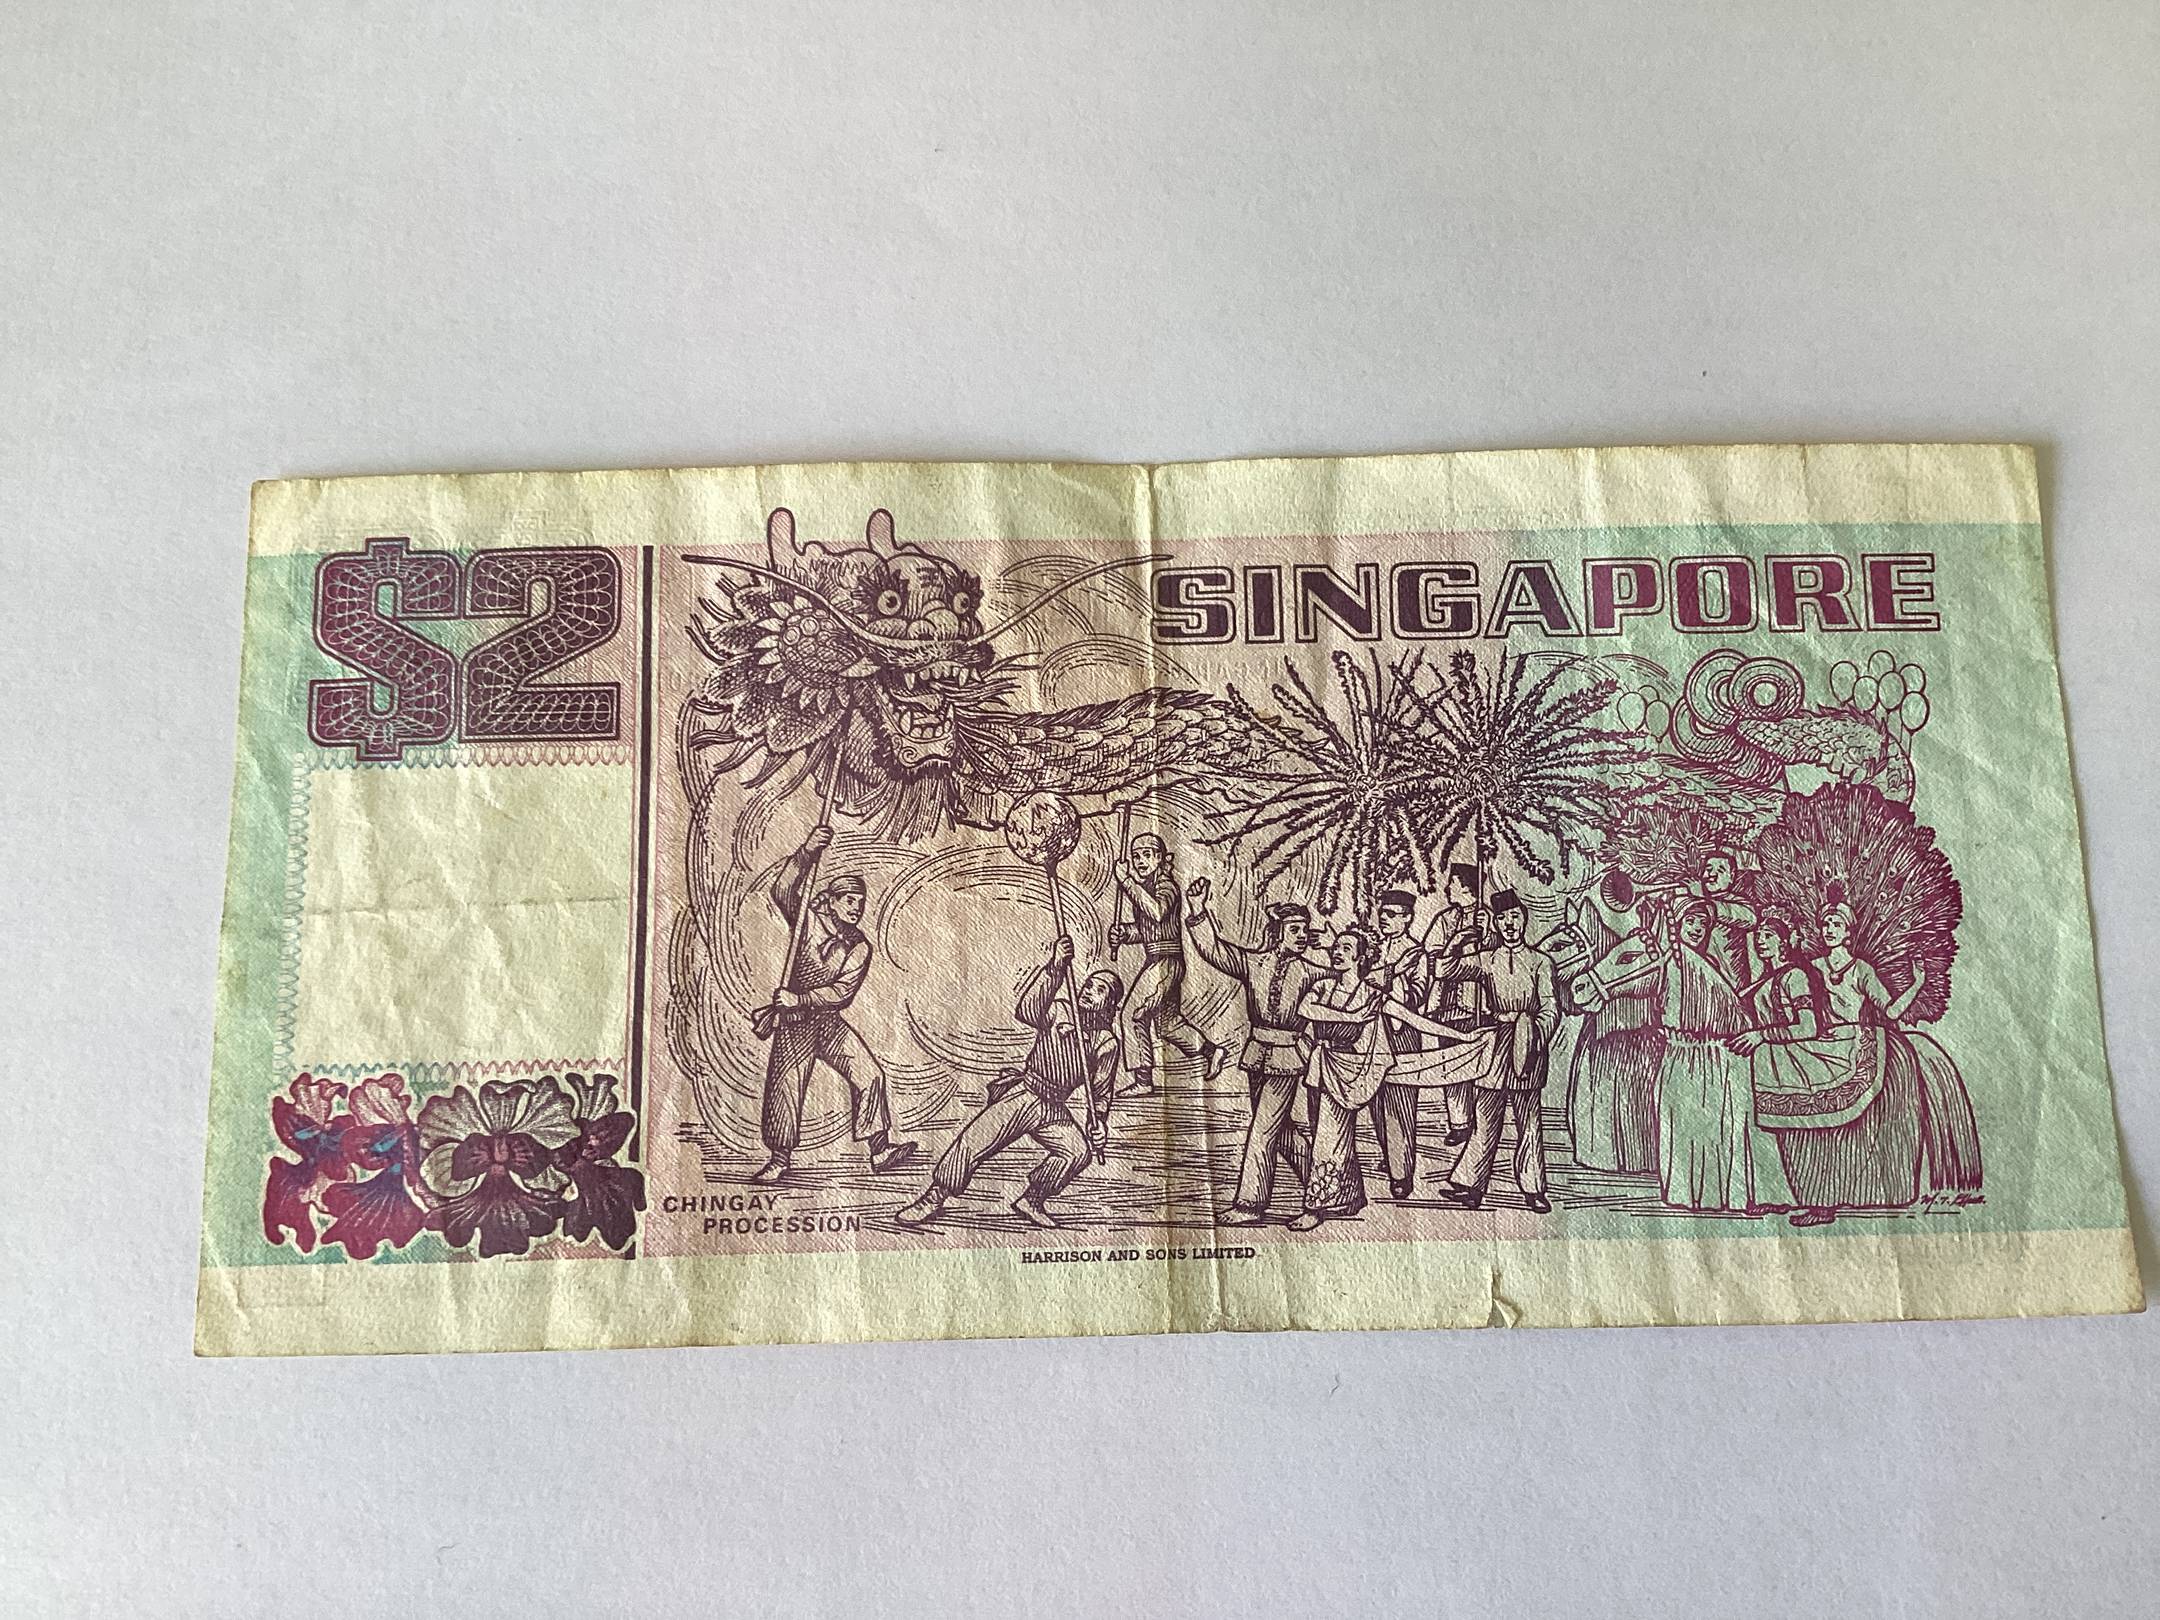 $2
SINGAPORE
CHINGAY
PROCESSION
HARRISON AND SONS LIMITED